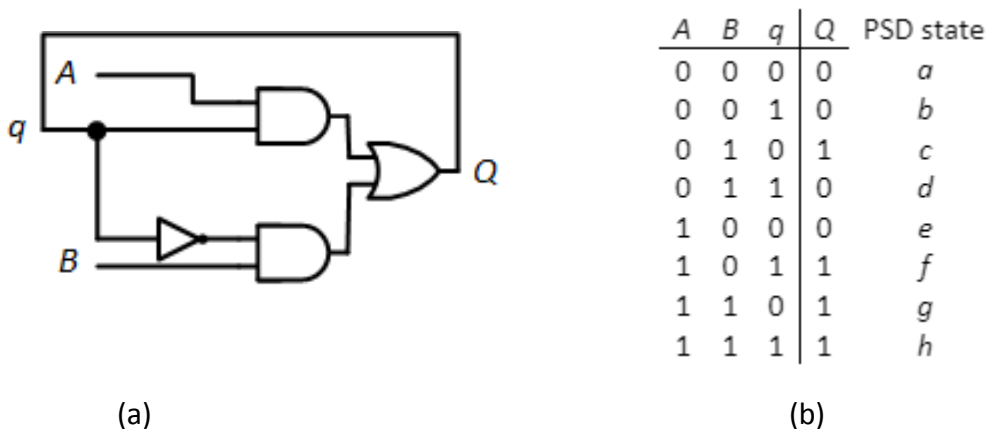 A
q
B
Q
(a)
A B q Q PSD state
0 0 0 0 a
0 0 1 0 b
0 1 0 1 c
0 1 1 0 d
1 0 0 0 e
1 0 1 1 f
1 1 0 1 g
1 1 1 1 h
(b)